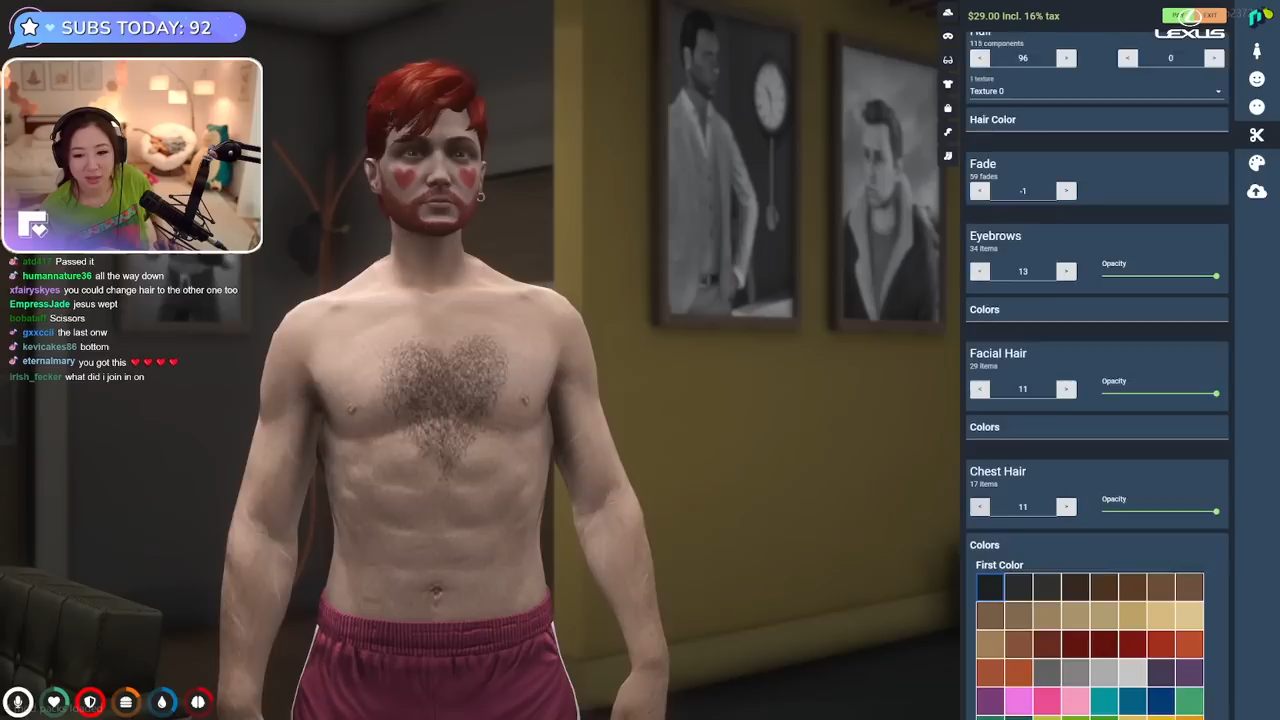 SUBS TODAY: 92
atd417 Passed it
humannature36 all the way down
xfairyskyes you could change hair to the other one too
EmpressJade jesus wept
Scissors
gxxccii the last onw
kevicakes86 bottom
eternalmary you got this
irish_fecker what did i join in on
$29.00 Incl. 16% tax
EXIT
LEXUS
Hair
115 components
< 96 > < 0 >
1 texture
Texture 0
Hair Color
Fade
59 fades
< -1 >
Eyebrows
34 items
Opacity
< 13 >
Colors
Facial Hair
29 items
Opacity
< 11 >
Colors
Chest Hair
17 items
Opacity
< 11 >
Colors
First Color
packs loaded